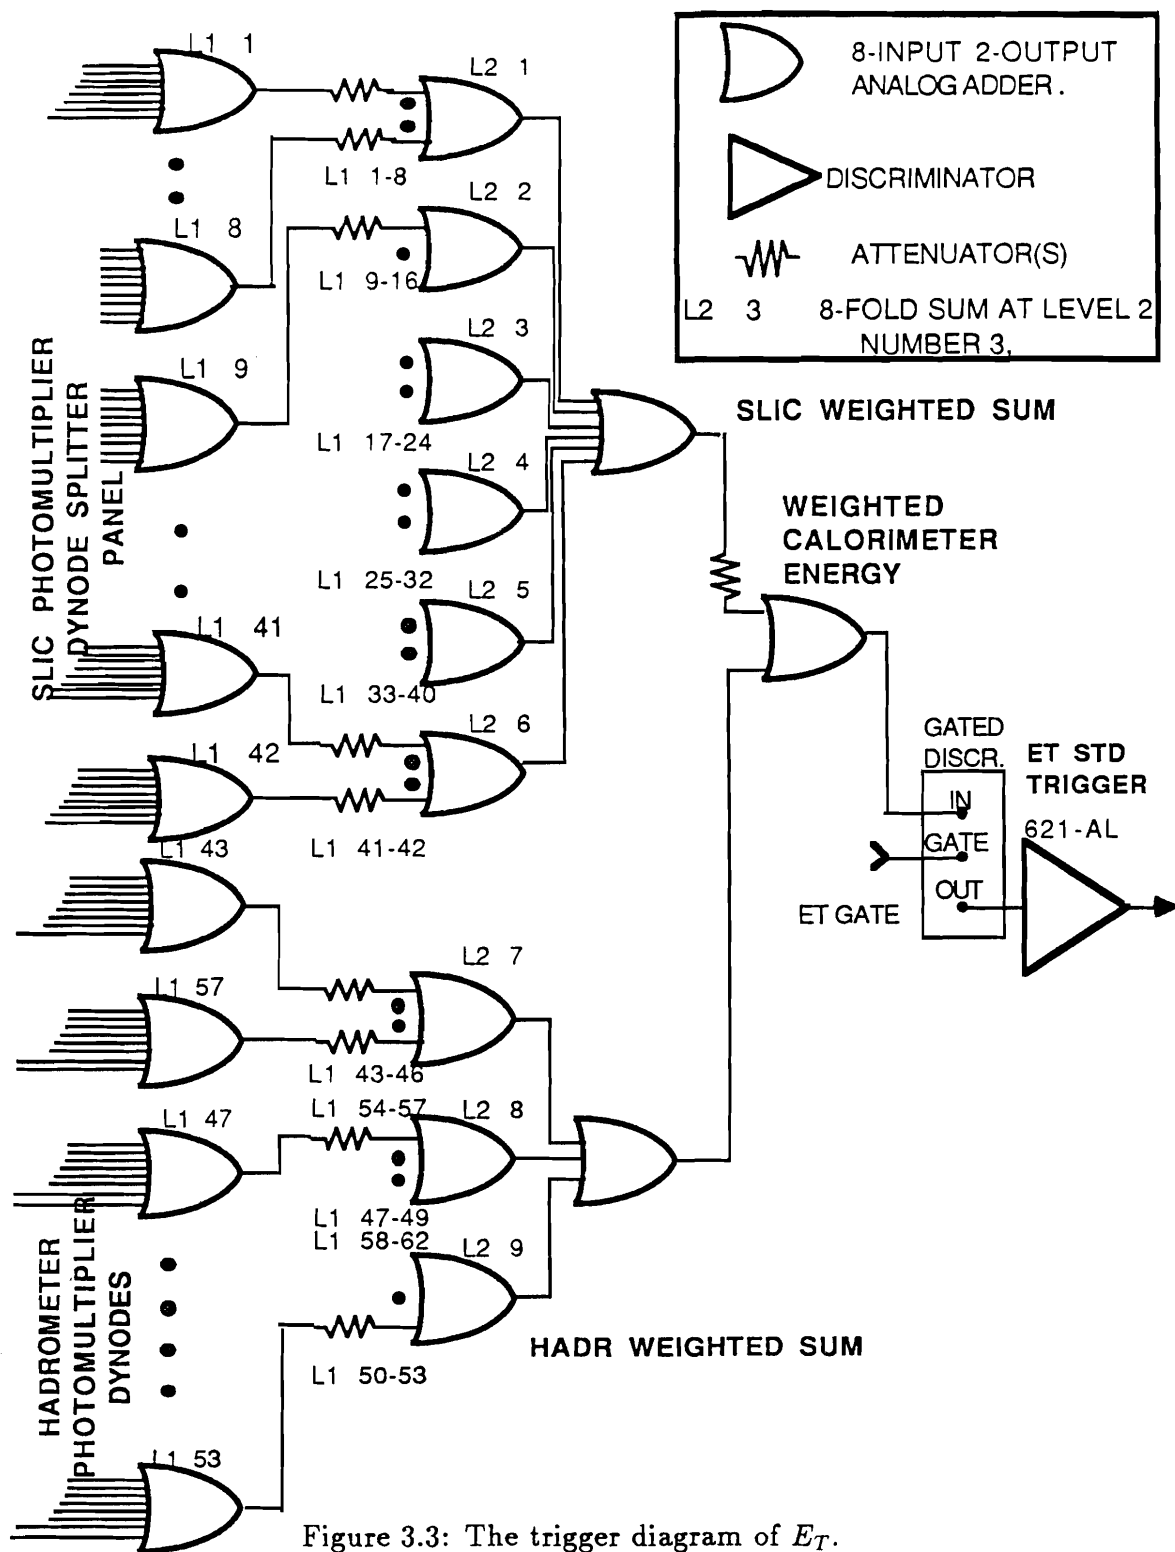 L1 1
L2 1
8-INPUT 2-OUTPUT
ANALOG ADDER.
DISCRIMINATOR
ATTENUATOR(S)
L2 3 8-FOLD SUM AT LEVEL 2
NUMBER 3,
L1 1-8
L2 2
L1 8
L1 9-16
L2 3
L1 9
L1 17-24
L2 4
L1 25-32
L2 5
L1 33-40
L1 41
L2 6
L1 42
L1 41-42
SLIC PHOTOMULTIPLIER
DYNODE SPLITTER
PANEL
SLIC WEIGHTED SUM
WEIGHTED
CALORIMETER
ENERGY
GATED
DISCR.
IN
GATE
OUT
ET GATE
ET STD
TRIGGER
621-AL
L1 43
L2 7
L1 57
L1 43-46
L1 54-57
L2 8
L1 47
L1 47-49
L1 58-62
L2 9
L1 50-53
HADR WEIGHTED SUM
HADROMETER
PHOTOMULTIPLIER
DYNODES
L1 53
Figure 3.3: The trigger diagram of E_T.